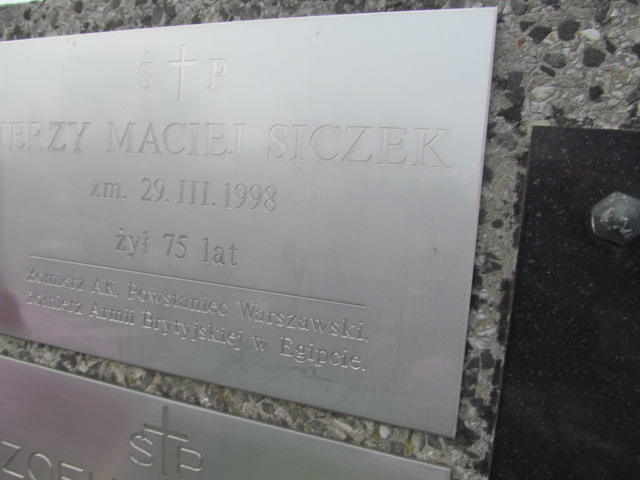 Ś P
JERZY MACIEJ SICZEK
zm. 29.III.1998
żył 75 lat
Żołnierz AK, Powstaniec Warszawski,
żołnierz Armii Brytyjskiej w Egipcie.
Ś P